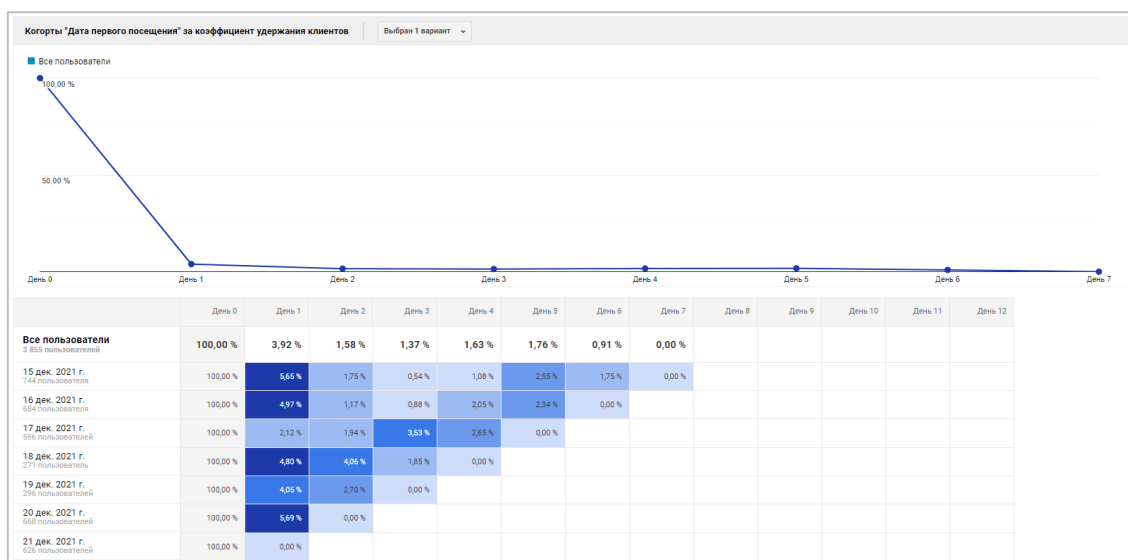 Когорты "Дата первого посещения" за коэффициент удержания клиентов Выбран 1 вариант
Все пользователи
100,00 %
50,00 %
День 0 День 1 День 2 День 3 День 4 День 5 День 6 День 7
День 0 День 1 День 2 День 3 День 4 День 5 День 6 День 7 День 8 День 9 День 10 День 11 День 12
Все пользователи
3 855 пользователей
100,00 % 3,92 % 1,58 % 1,37 % 1,63 % 1,76 % 0,91 % 0,00 %
15 дек. 2021 г.
744 пользователя
100,00 % 5,65 % 1,75 % 0,54 % 1,08 % 2,55 % 1,75 % 0,00 %
16 дек. 2021 г.
684 пользователя
100,00 % 4,97 % 1,17 % 0,88 % 2,05 % 2,34 % 0,00 %
17 дек. 2021 г.
566 пользователей
100,00 % 2,12 % 1,94 % 3,53 % 2,65 % 0,00 %
18 дек. 2021 г.
271 пользователь
100,00 % 4,80 % 4,06 % 1,85 % 0,00 %
19 дек. 2021 г.
296 пользователей
100,00 % 4,05 % 2,70 % 0,00 %
20 дек. 2021 г.
668 пользователей
100,00 % 5,69 % 0,00 %
21 дек. 2021 г.
626 пользователей
100,00 % 0,00 %